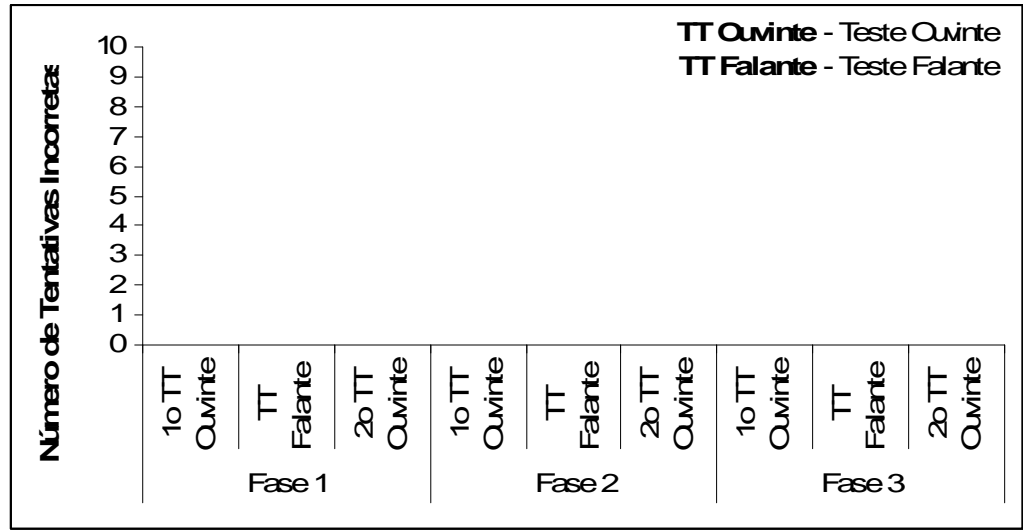 TT Ouvinte - Teste Ouvinte
TT Falante - Teste Falante
Número de Tentativas Incorretas
10
9
8
7
6
5
4
3
2
1
0
1o TT
Ouvinte
TT
Falante
2o TT
Ouvinte
1o TT
Ouvinte
TT
Falante
2o TT
Ouvinte
1o TT
Ouvinte
TT
Falante
2o TT
Ouvinte
Fase 1
Fase 2
Fase 3